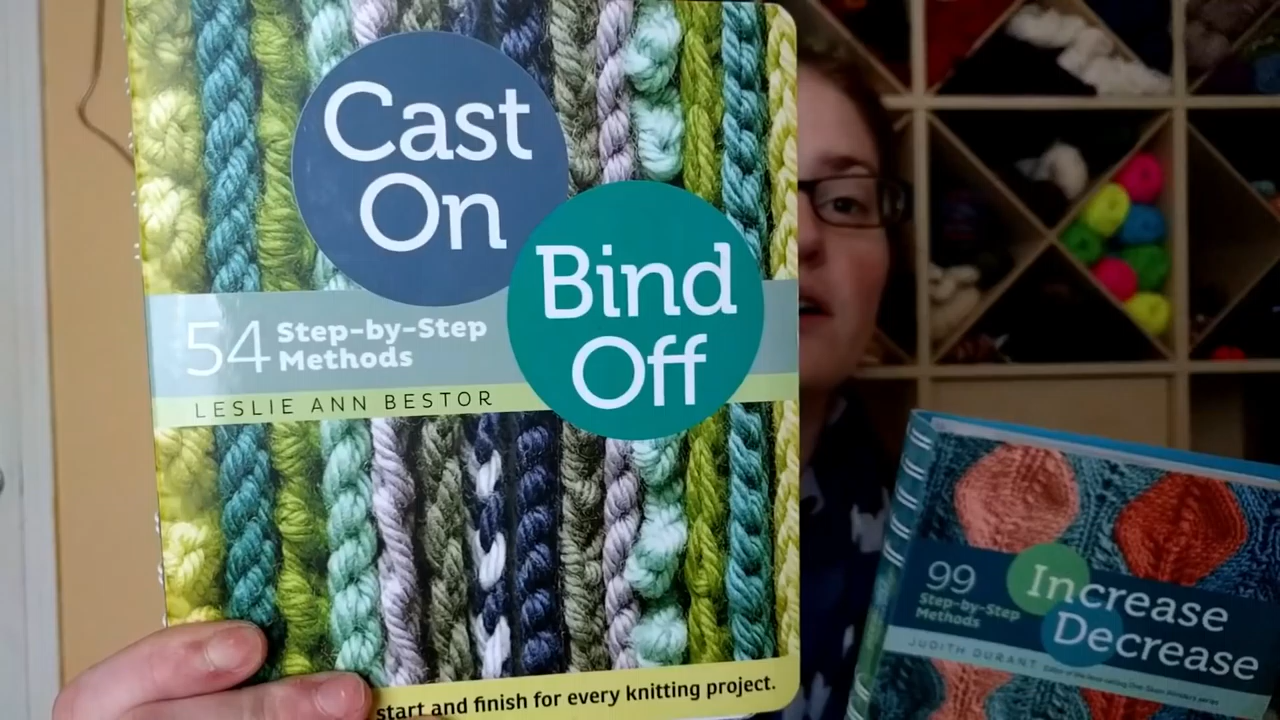 Cast
On
Bind
Off
54 Step-by-Step
Methods
LESLIE ANN BESTOR
start and finish for every knitting project.
99
Step-by-Step
Methods
Increase
Decrease
JUDITH DURANT